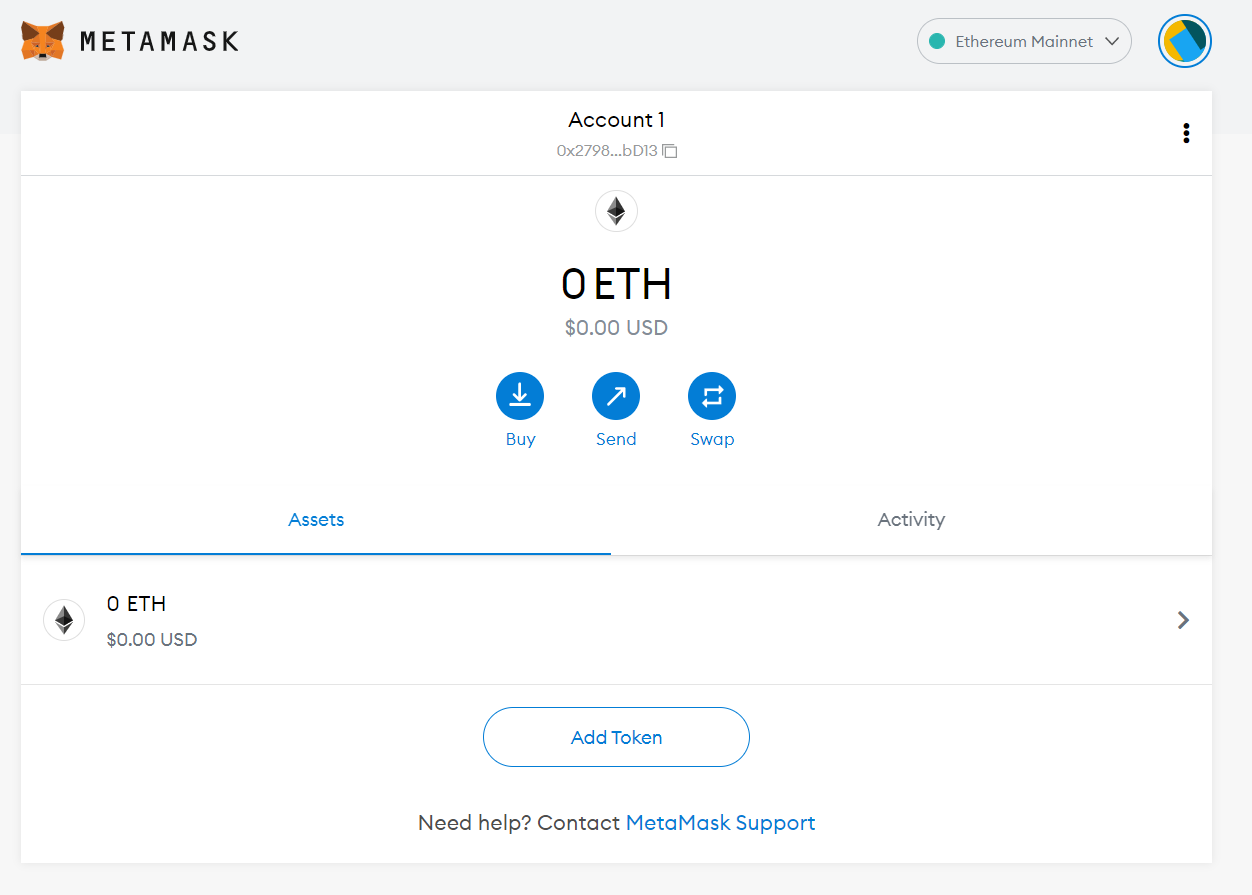 METAMASK
Ethereum Mainnet
Account 1
0x2798...bD13
0 ETH
$0.00 USD
Buy Send Swap
Assets Activity
0 ETH
$0.00 USD
Add Token
Need help? Contact MetaMask Support